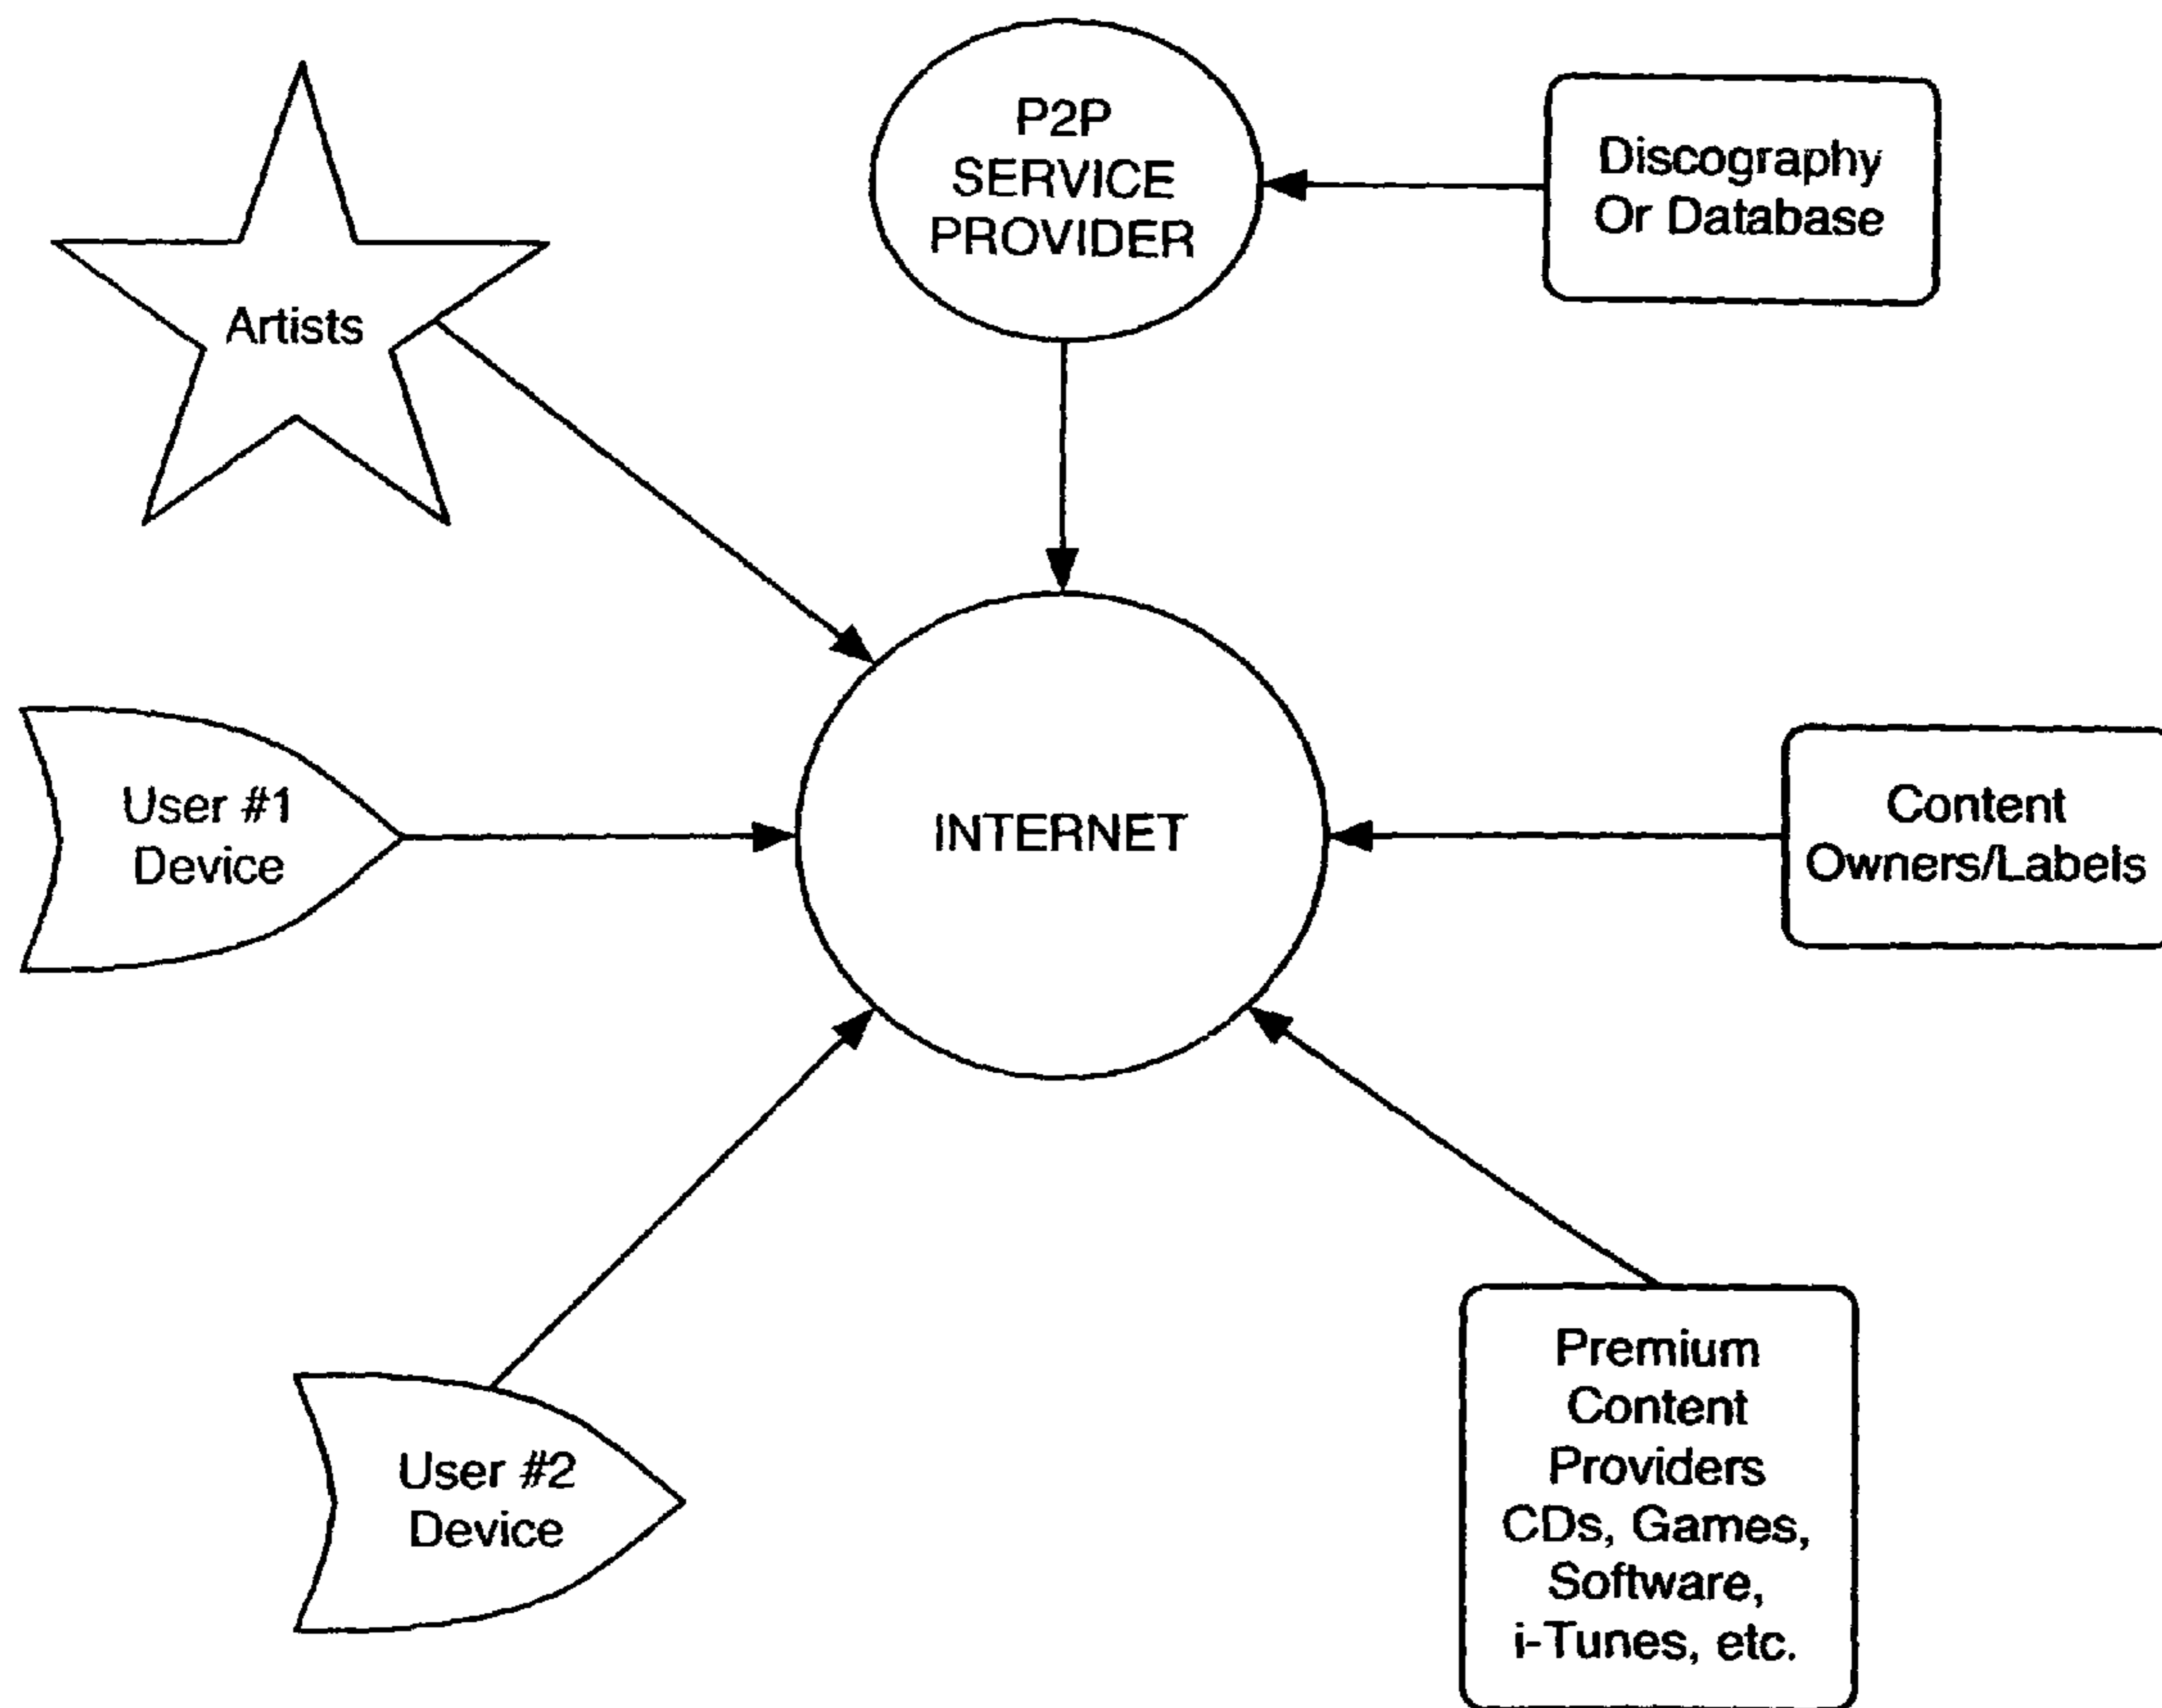 P2P
SERVICE
PROVIDER
Discography
Or Database
Artists
User #1
Device
INTERNET
Content
Owners/Labels
User #2
Device
Premium
Content
Providers
CDs, Games,
Software,
i-Tunes, etc.